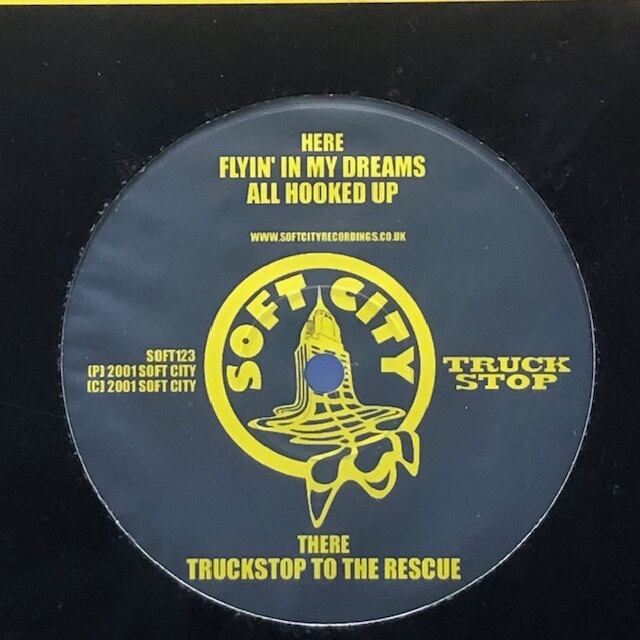 HERE
FLYIN' IN MY DREAMS
ALL HOOKED UP
WWW.SOFTCITYRECORDINGS.CO.UK
SOFT CITY
SOFT123
(P) 2001 SOFT CITY
(C) 2001 SOFT CITY
TRUCK
STOP
THERE
TRUCKSTOP TO THE RESCUE